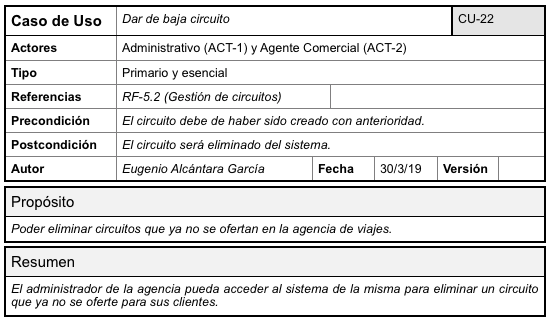 Caso de Uso Dar de baja circuito CU-22
Actores Administrativo (ACT-1) y Agente Comercial (ACT-2)
Tipo Primario y esencial
Referencias RF-5.2 (Gestión de circuitos)
Precondición El circuito debe de haber sido creado con anterioridad.
Postcondición El circuito será eliminado del sistema.
Autor Eugenio Alcántara García Fecha 30/3/19 Versión
Propósito
Poder eliminar circuitos que ya no se ofertan en la agencia de viajes.
Resumen
El administrador de la agencia pueda acceder al sistema de la misma para eliminar un circuito
que ya no se oferte para sus clientes.